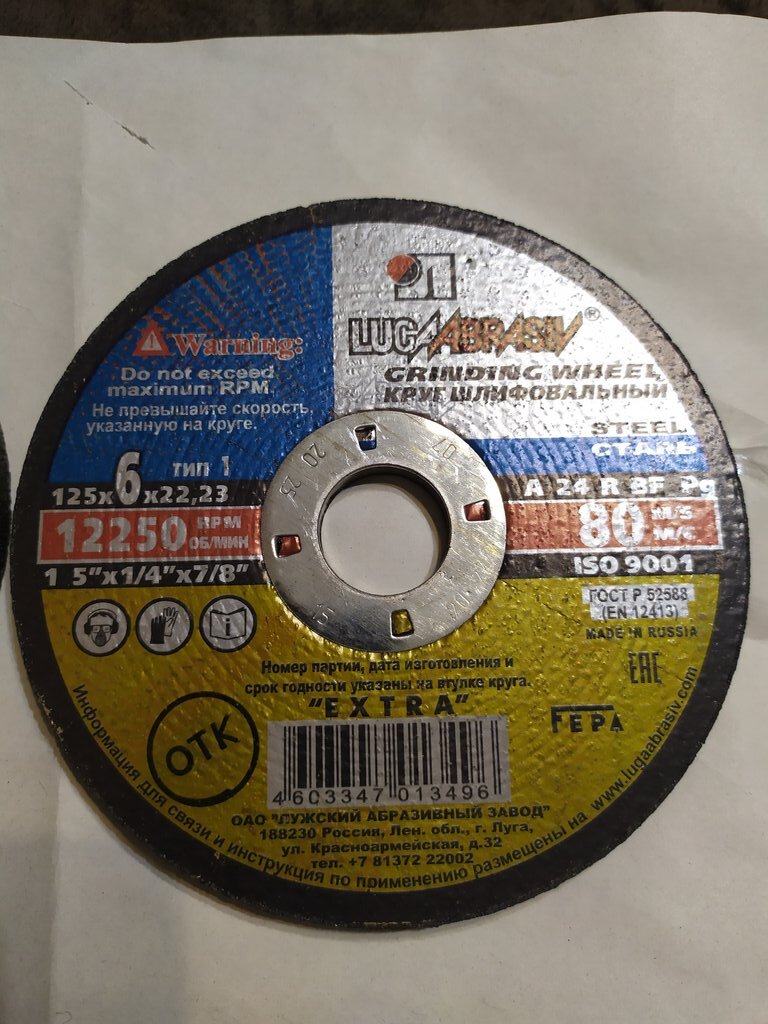 Warning:
Do not exceed
maximum RPM.
Не превышайте скорость,
указанную на круге.
LUGAABRASIV®
GRINDING WHEEL
КРУГ ШЛИФОВАЛЬНЫЙ
STEEL
СТАЛЬ
125x6x22,23 тип 1
A 24 R BF
12250 RPM
ОБ/МИН
80 M/S
М/С
1 5"x1/4"x7/8"
ISO 9001
20
25
07
15
ГОСТ Р 52588
(EN 12413)
MADE IN RUSSIA
EAC
Номер партии, дата изготовления и
срок годности указаны на втулке круга.
"EXTRA"
FEPA
ОТК
4 603347 013496
ОАО "ЛУЖСКИЙ АБРАЗИВНЫЙ ЗАВОД"
188230 Россия, Лен. обл., г. Луга,
ул. Красноармейская, д.32
тел. +7 81372 22002
Информация для связи и инструкция по применению размещены на www.lugaabrasiv.com